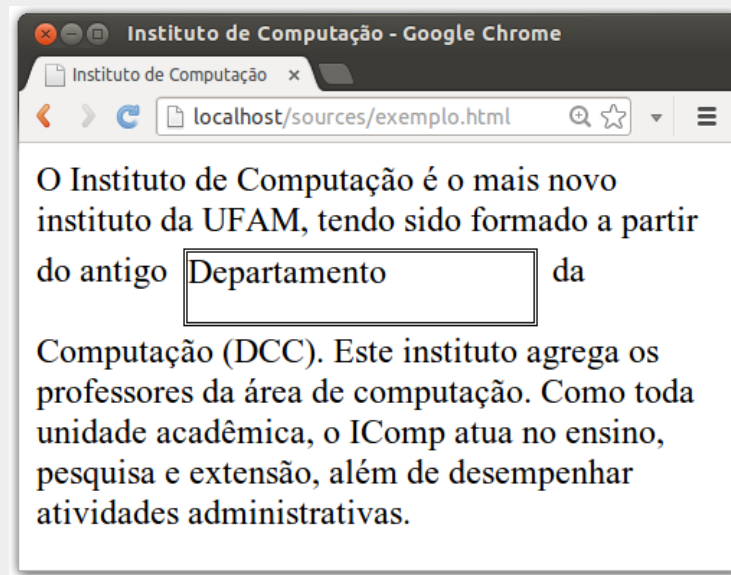 Instituto de Computação - Google Chrome
Instituto de Computação
localhost/sources/exemplo.html
O Instituto de Computação é o mais novo
instituto da UFAM, tendo sido formado a partir
do antigo Departamento da
Computação (DCC). Este instituto agrega os
professores da área de computação. Como toda
unidade acadêmica, o IComp atua no ensino,
pesquisa e extensão, além de desempenhar
atividades administrativas.